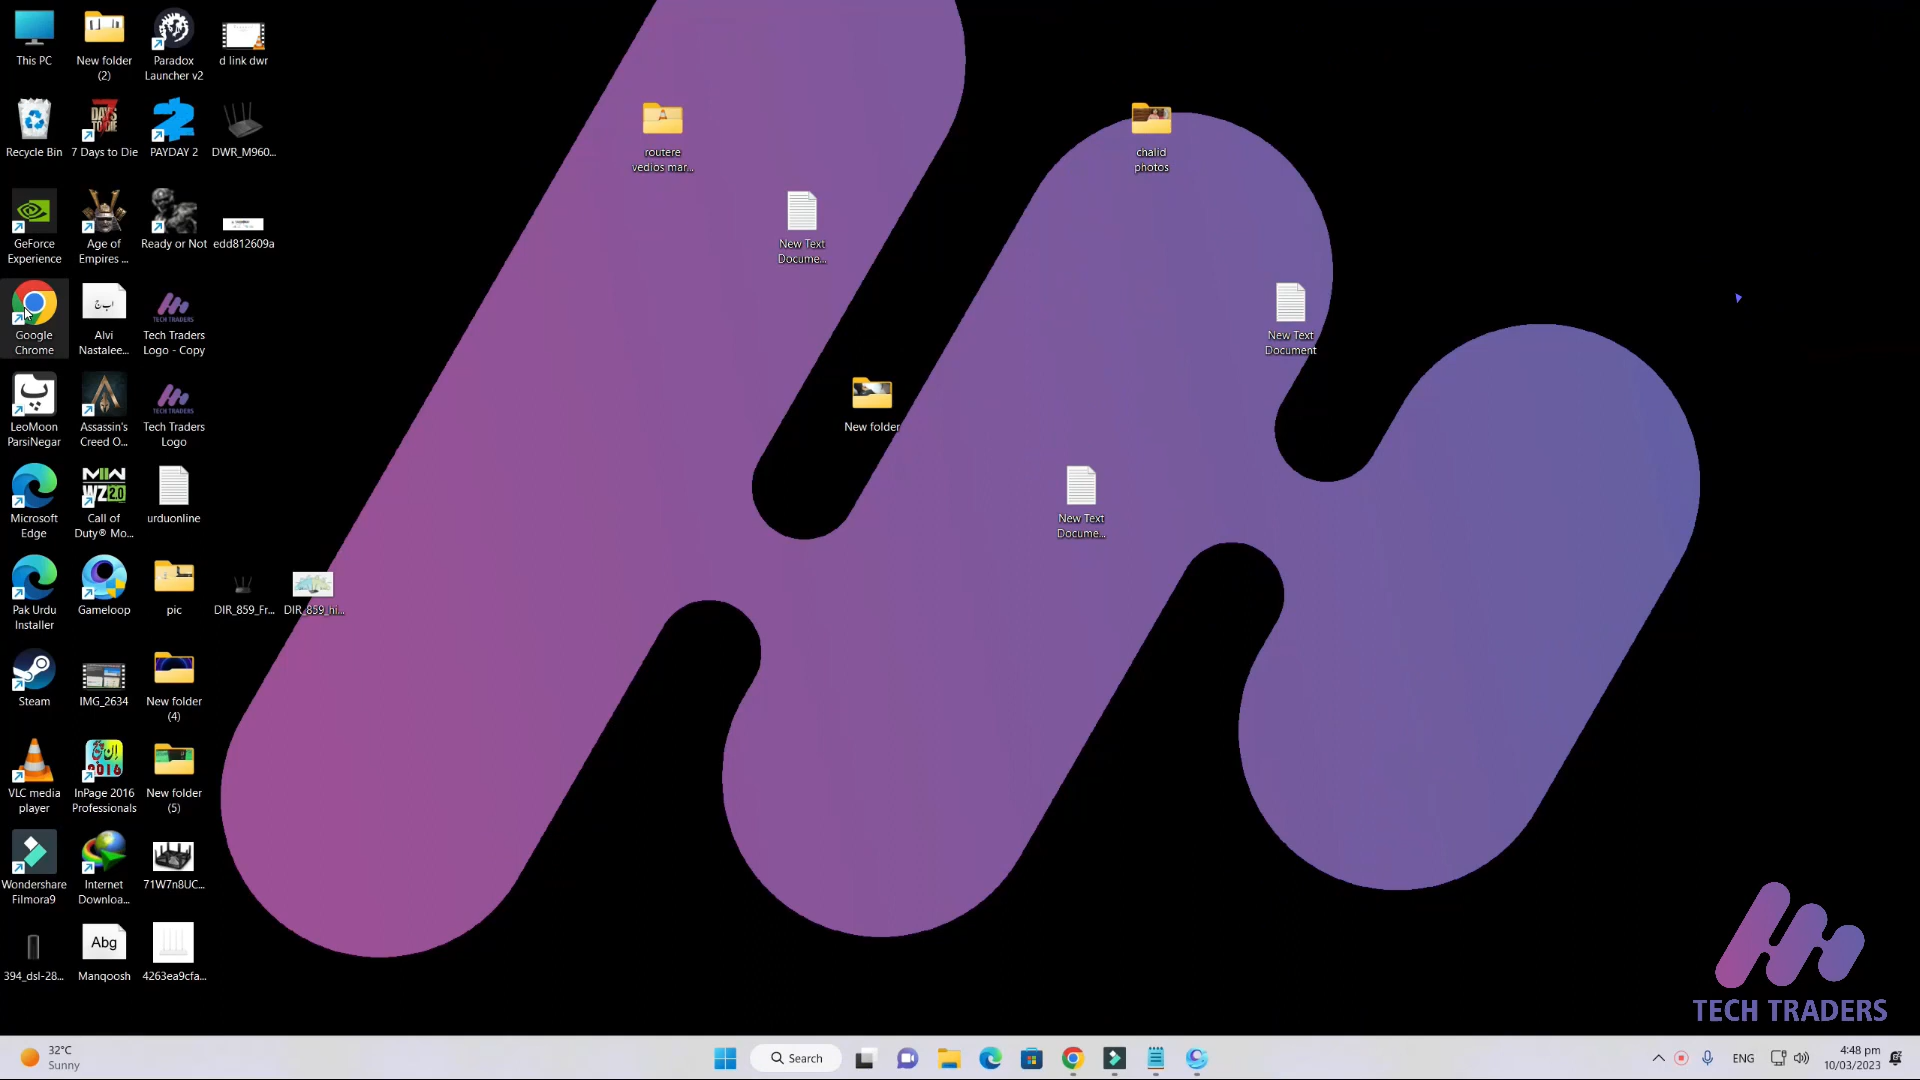 This PC
New folder
(2)
Paradox
Launcher v2
d link dwr
Recycle Bin
7 Days to Die
PAYDAY 2
DWR_M960...
GeForce
Experience
Age of
Empires ...
Ready or Not
edd812609a
Google
Chrome
Alvi
Nastalee...
Tech Traders
Logo - Copy
LeoMoon
ParsiNegar
Assassin's
Creed O...
Tech Traders
Logo
Microsoft
Edge
Call of
Duty® Mo...
urduonline
Pak Urdu
Installer
Gameloop
pic
DIR_859_Fr...
DIR_859_hi...
Steam
IMG_2634
New folder
(4)
VLC media
player
InPage 2016
Professionals
New folder
(5)
Wondershare
Filmora9
Internet
Downloa...
71W7n8UC...
394_dsl-28...
Abg
Manqoosh
4263ea9cfa...
routere
vedios mar...
chalid
photos
New Text
Docume...
New Text
Document
New folder
New Text
Docume...
TECH TRADERS
32°C
Sunny
Search
ENG
4:48 pm
10/03/2023